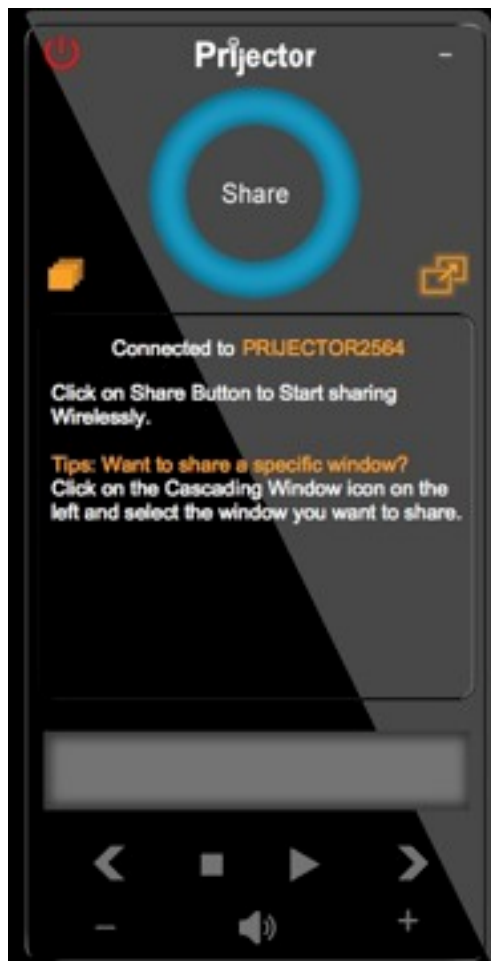 Prijector
Share
Connected to PRIJECTOR2564
Click on Share Button to Start sharing
Wirelessly.
Tips: Want to share a specific window?
Click on the Cascading Window icon on the
left and select the window you want to share.